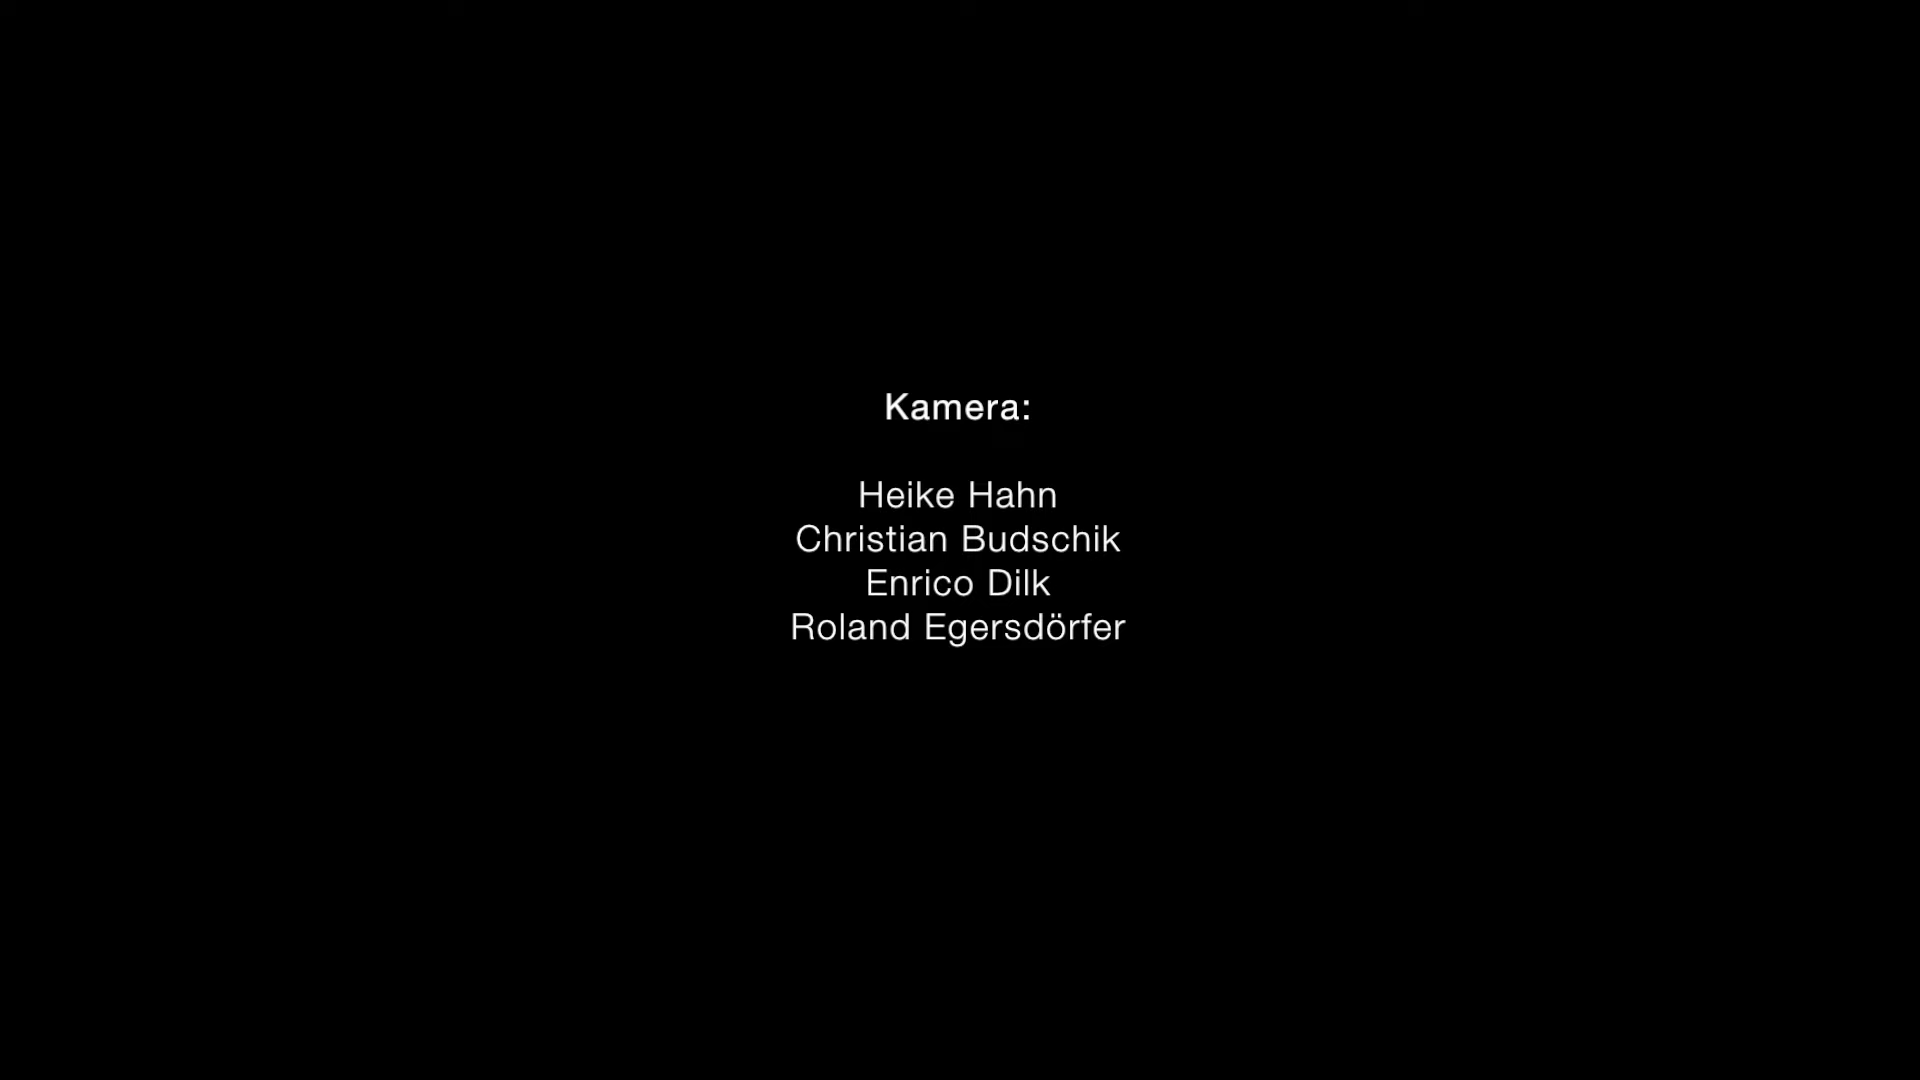 Kamera:
Heike Hahn
Christian Budschik
Enrico Dilk
Roland Egersdörfer